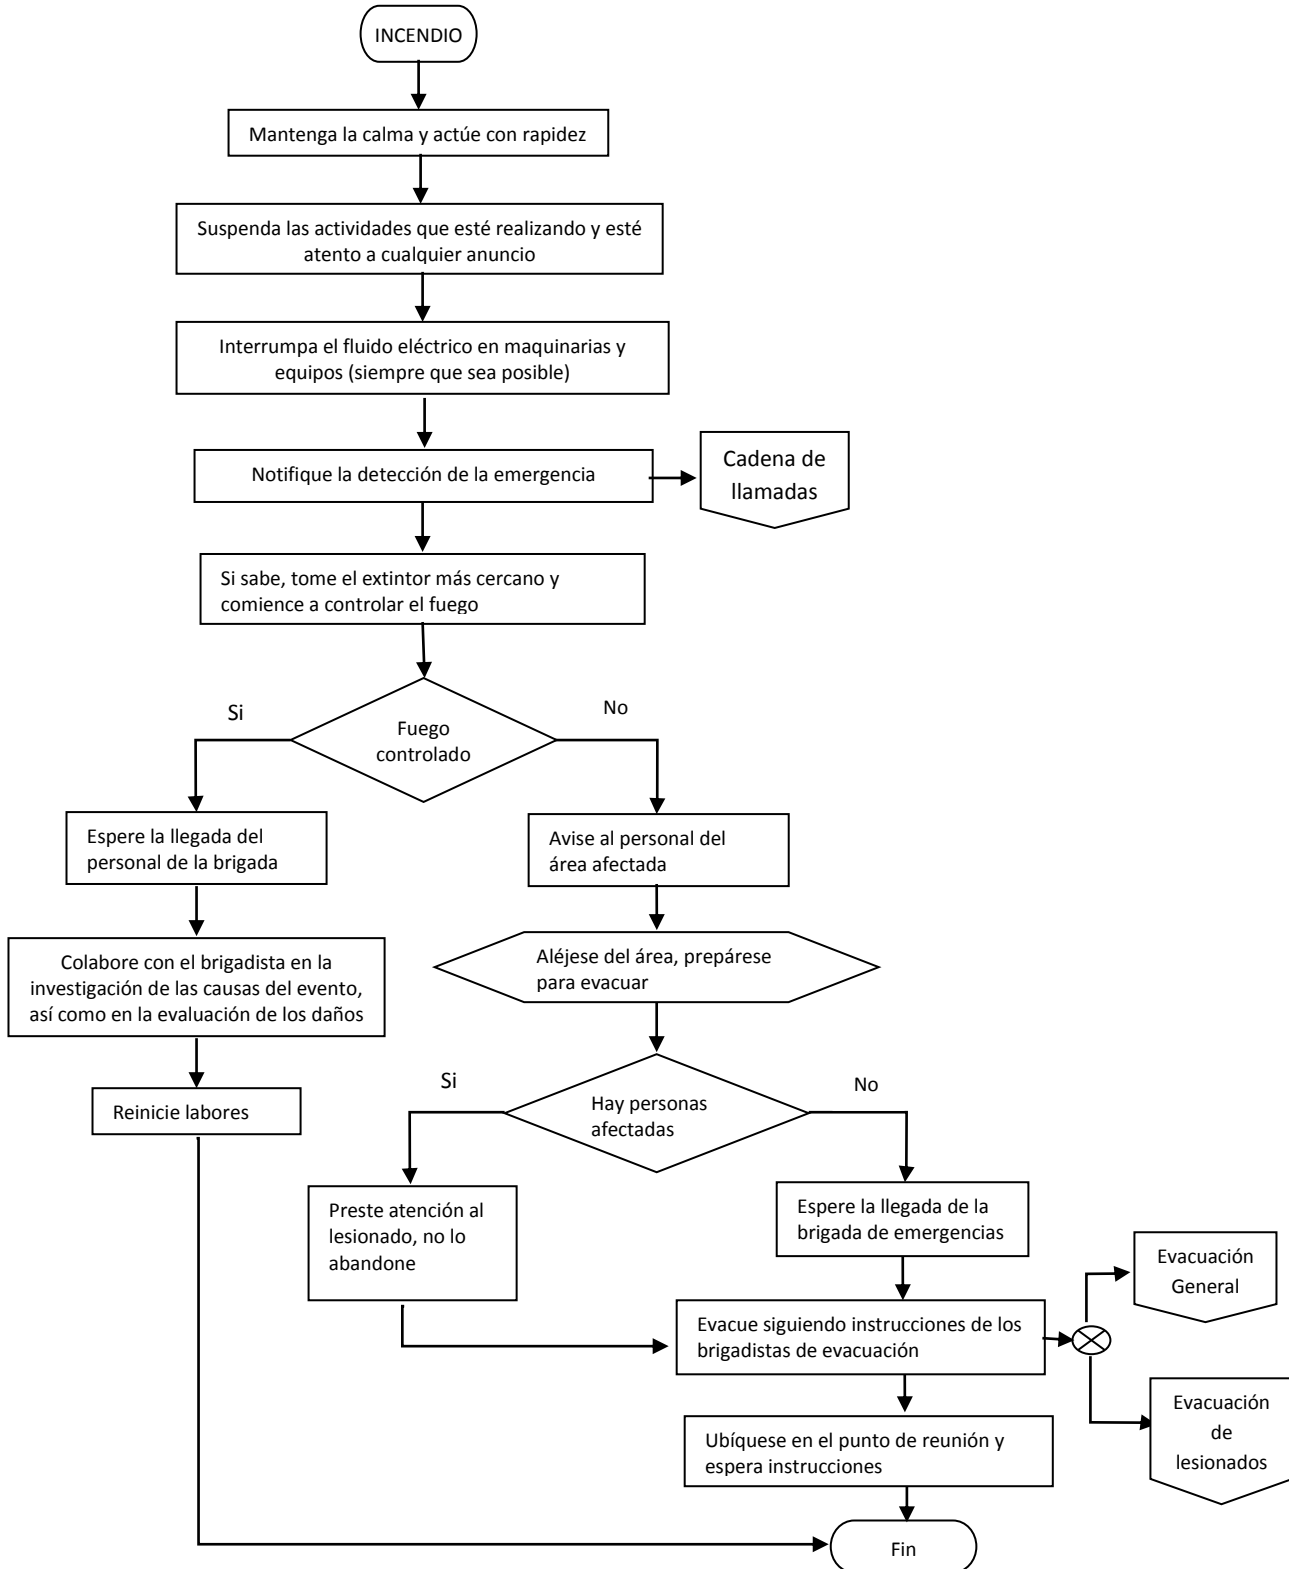 INCENDIO
Mantenga la calma y actúe con rapidez
Suspenda las actividades que esté realizando y esté
atento a cualquier anuncio
Interrumpa el fluido eléctrico en maquinarias y
equipos (siempre que sea posible)
Notifique la detección de la emergencia
Cadena de
llamadas
Si sabe, tome el extintor más cercano y
comience a controlar el fuego
Si
No
Fuego
controlado
Espere la llegada del
personal de la brigada
Avise al personal del
área afectada
Colabore con el brigadista en la
investigación de las causas del evento,
así como en la evaluación de los daños
Aléjese del área, prepárese
para evacuar
Reinicie labores
Si
No
Hay personas
afectadas
Preste atención al
lesionado, no lo
abandone
Espere la llegada de la
brigada de emergencias
Evacuación
General
Evacue siguiendo instrucciones de los
brigadistas de evacuación
Evacuación
de
lesionados
Ubíquese en el punto de reunión y
espera instrucciones
Fin